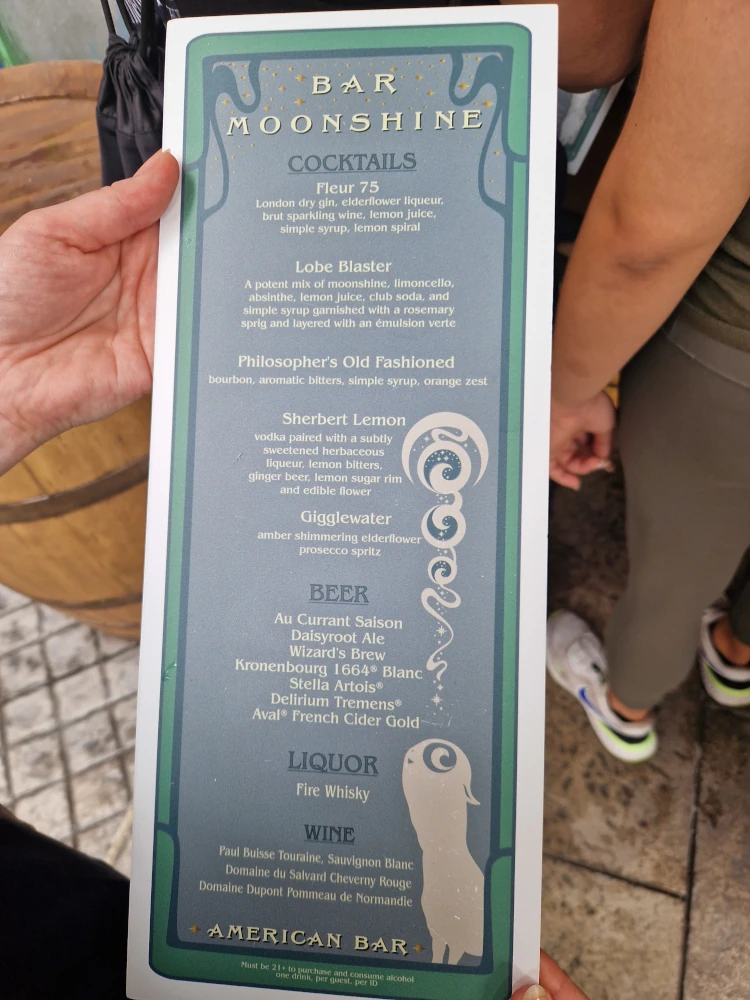 BAR
MOONSHINE
COCKTAILS
Fleur 75
London dry gin, elderflower liqueur,
brut sparkling wine, lemon juice,
simple syrup, lemon spiral
Lobe Blaster
A potent mix of moonshine, limoncello,
absinthe, lemon juice, club soda, and
simple syrup garnished with a rosemary
sprig and layered with an émulsion verte
Philosopher's Old Fashioned
bourbon, aromatic bitters, simple syrup, orange zest
Sherbert Lemon
vodka paired with a subtly
sweetened herbaceous
liqueur, lemon bitters,
ginger beer, lemon sugar rim
and edible flower
Gigglewater
amber shimmering elderflower
prosecco spritz
BEER
Au Currant Saison
Daisyroot Ale
Wizard's Brew
Kronenbourg 1664® Blanc
Stella Artois®
Delirium Tremens®
Aval® French Cider Gold
LIQUOR
Fire Whisky
WINE
Paul Buisse Touraine, Sauvignon Blanc
Domaine du Salvard Cheverny Rouge
Domaine Dupont Pommeau de Normandie
AMERICAN BAR
Must be 21+ to purchase and consume alcohol
one drink, per guest, per ID